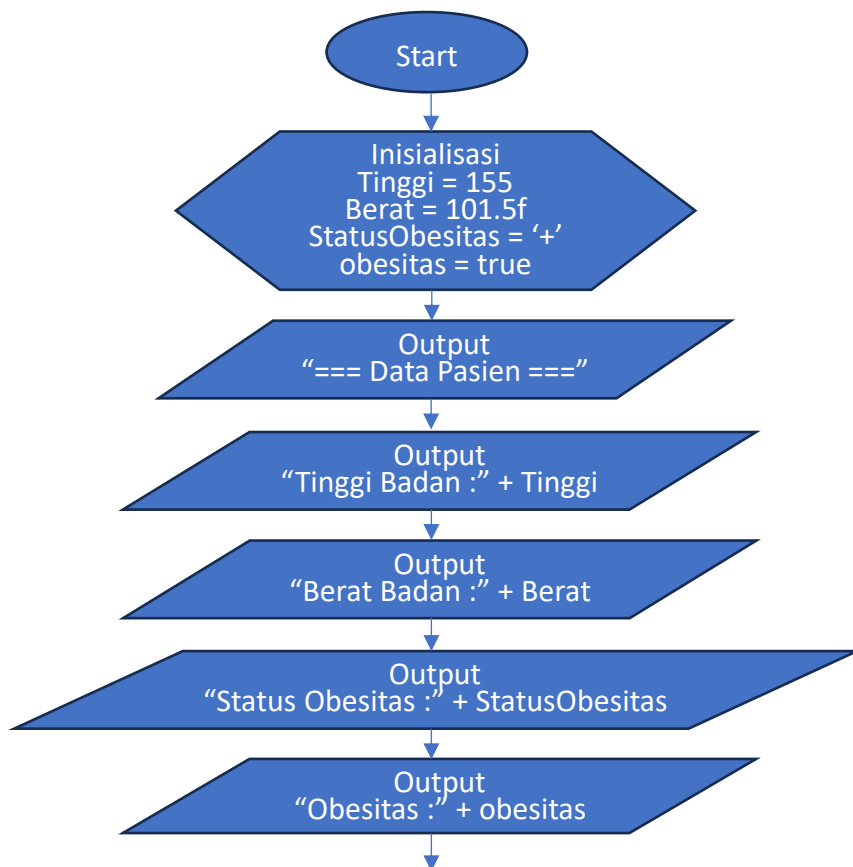 Start
Inisialisasi
Tinggi = 155
Berat = 101.5f
StatusObesitas = ‘+’
obesitas = true
Output
“=== Data Pasien ===”
Output
“Tinggi Badan :” + Tinggi
Output
“Berat Badan :” + Berat
Output
“Status Obesitas :” + StatusObesitas
Output
“Obesitas :” + obesitas